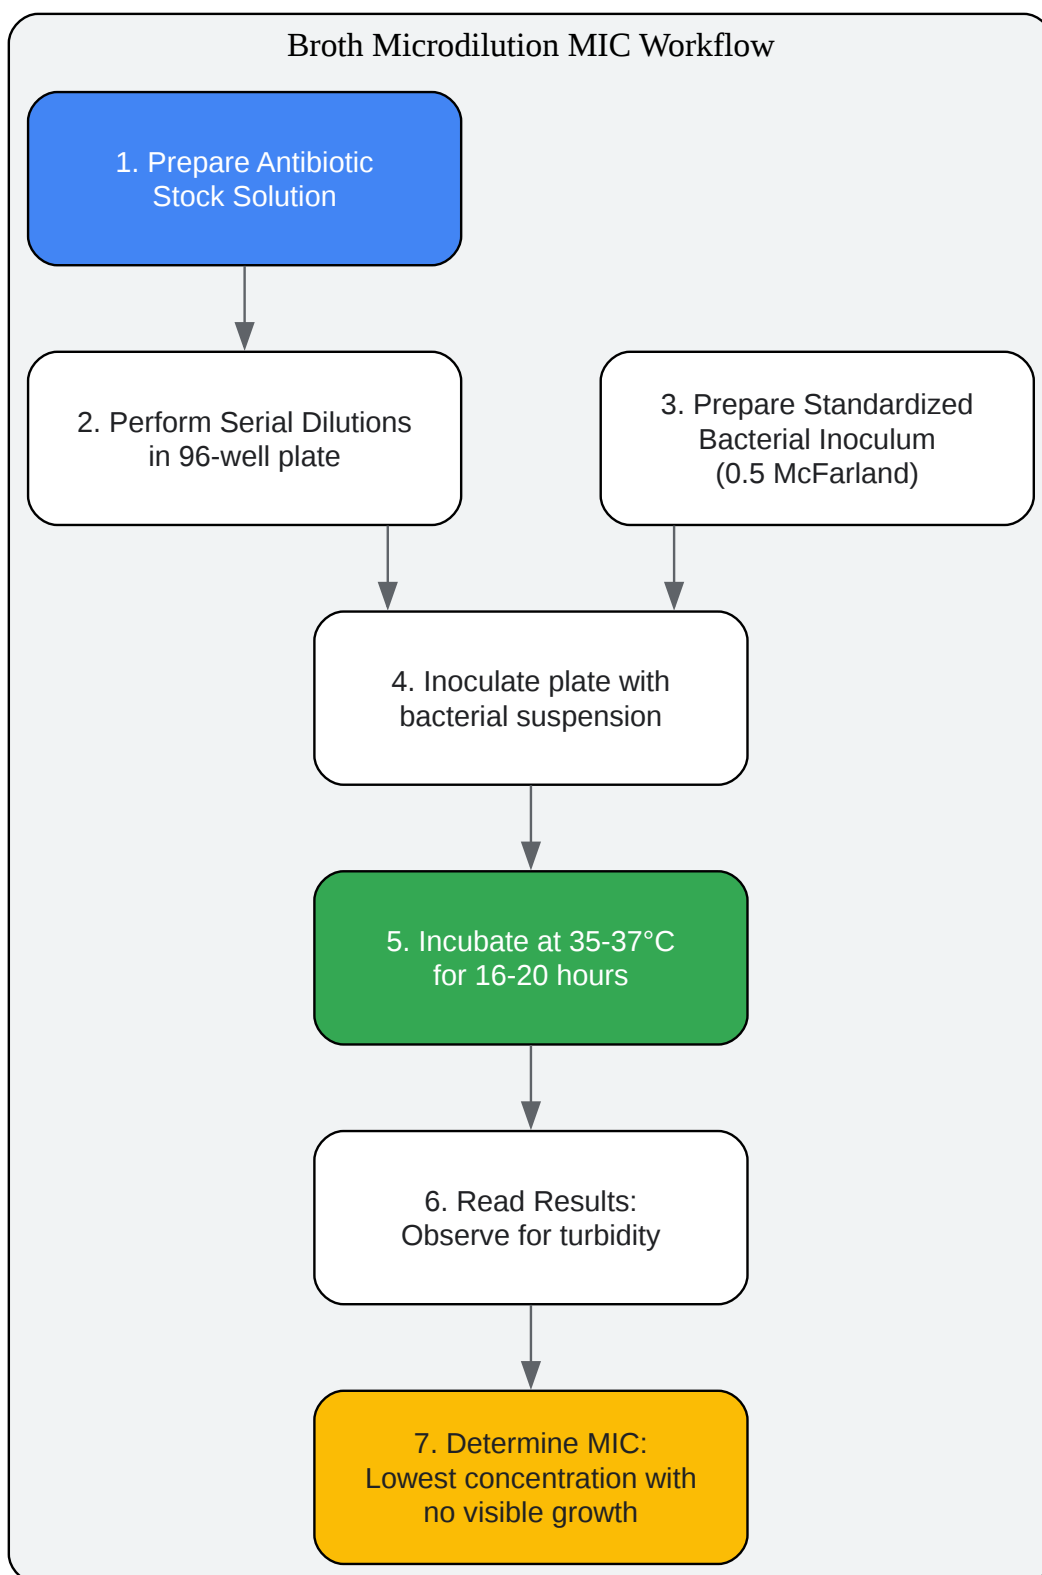 Broth Microdilution MIC Workflow
1. Prepare Antibiotic
Stock Solution
2. Perform Serial Dilutions
in 96-well plate
3. Prepare Standardized
Bacterial Inoculum
(0.5 McFarland)
4. Inoculate plate with
bacterial suspension
5. Incubate at 35-37°C
for 16-20 hours
6. Read Results:
Observe for turbidity
7. Determine MIC:
Lowest concentration with
no visible growth